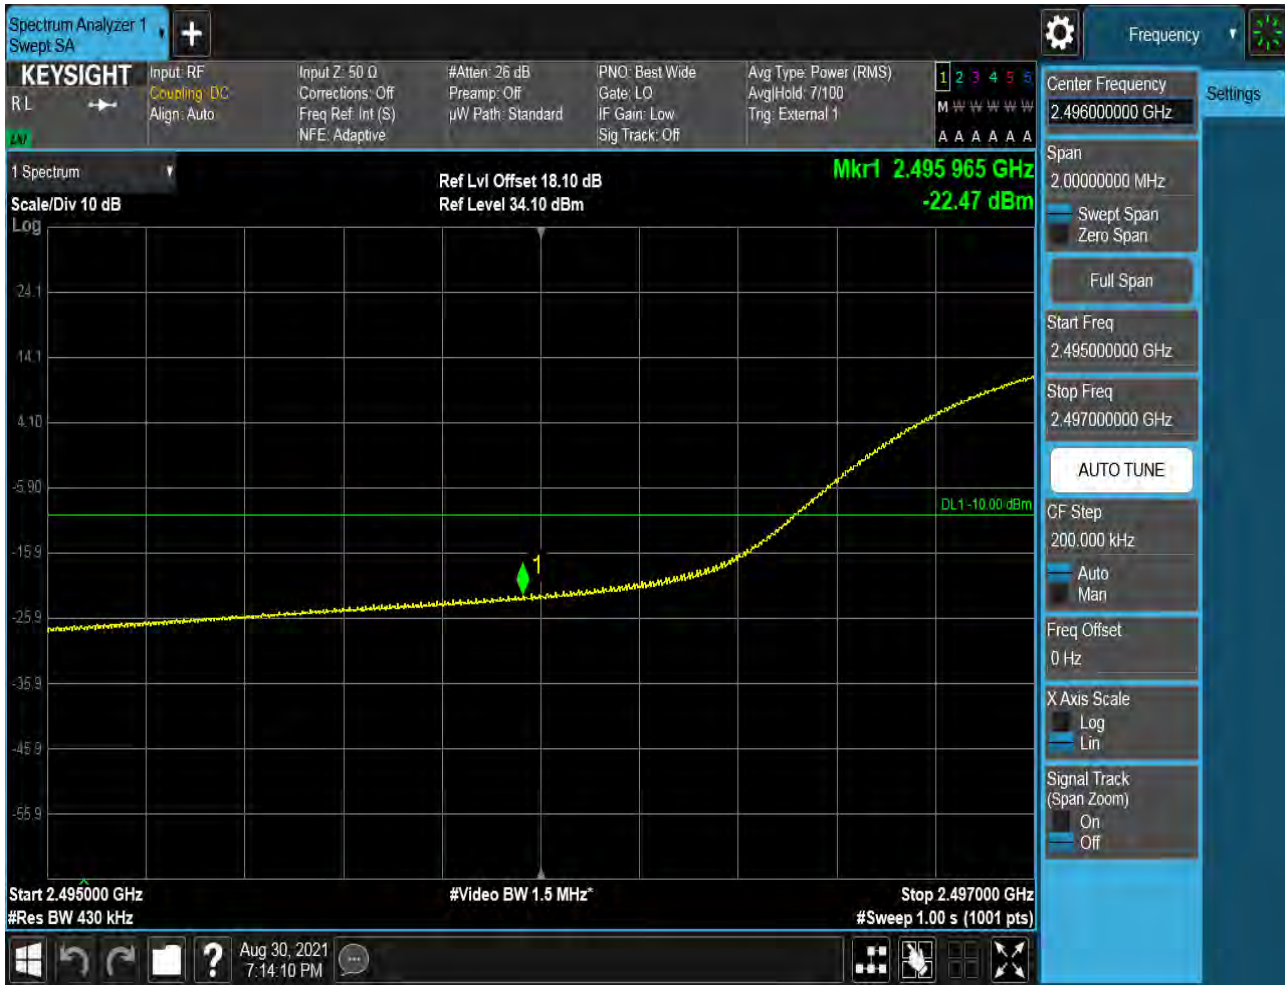 Spectrum Analyzer 1
Swept SA
Frequency
KEYSIGHT
R L
Input: RF
Coupling: DC
Align: Auto
Input Z: 50 Ω
Corrections: Off
Freq Ref: Int (S)
NFE: Adaptive
#Atten: 26 dB
Preamp: Off
µW Path: Standard
PNO: Best Wide
Gate: LO
IF Gain: Low
Sig Track: Off
Avg Type: Power (RMS)
Avg|Hold: 7/100
Trig: External 1
1 2 3 4 5 6
M W W W W W
A A A A A A
1 Spectrum
Scale/Div 10 dB
Log
Ref Lvl Offset 18.10 dB
Ref Level 34.10 dBm
Mkr1 2.495 965 GHz
-22.47 dBm
24.1
14.1
4.10
-5.90
-15.9
-25.9
-35.9
-45.9
-55.9
DL1 -10.00 dBm
1
Start 2.495000 GHz
#Res BW 430 kHz
#Video BW 1.5 MHz*
Stop 2.497000 GHz
#Sweep 1.00 s (1001 pts)
Center Frequency
2.496000000 GHz
Settings
Span
2.00000000 MHz
Swept Span
Zero Span
Full Span
Start Freq
2.495000000 GHz
Stop Freq
2.497000000 GHz
AUTO TUNE
CF Step
200.000 kHz
Auto
Man
Freq Offset
0 Hz
X Axis Scale
Log
Lin
Signal Track
(Span Zoom)
On
Off
?
Aug 30, 2021
7:14:10 PM